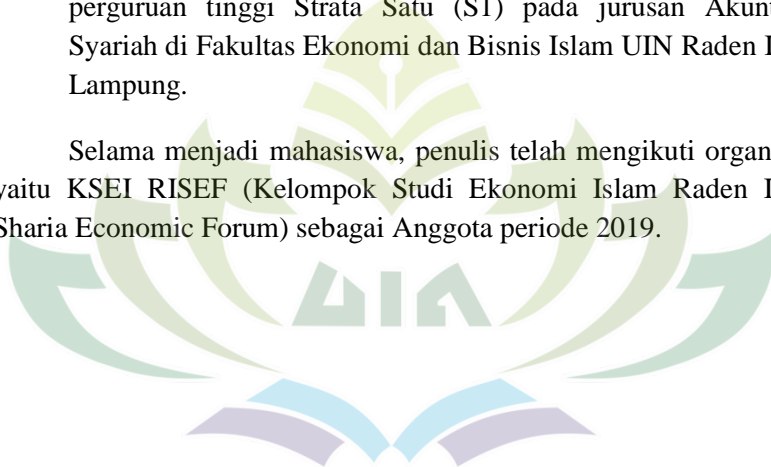 perguruan tinggi Strata Satu (S1) pada jurusan
Syariah di Fakultas Ekonomi dan Bisnis Islam UIN Raden
Lampung.
Selama menjadi mahasiswa, penulis telah mengikuti
yaitu KSEI RISEF (Kelompok Studi Ekonomi Islam Raden
Sharia Economic Forum) sebagai Anggota periode 2019.
UIN